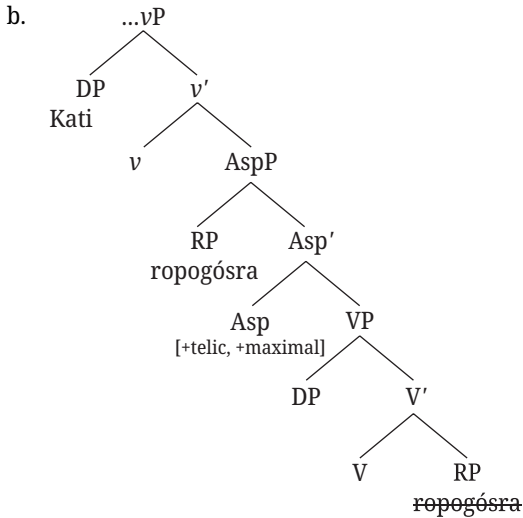 b.
...vP
DP v′
Kati
v AspP
RP Asp′
ropogósra
Asp VP
[+telic, +maximal]
DP V′
V RP
ropogósra